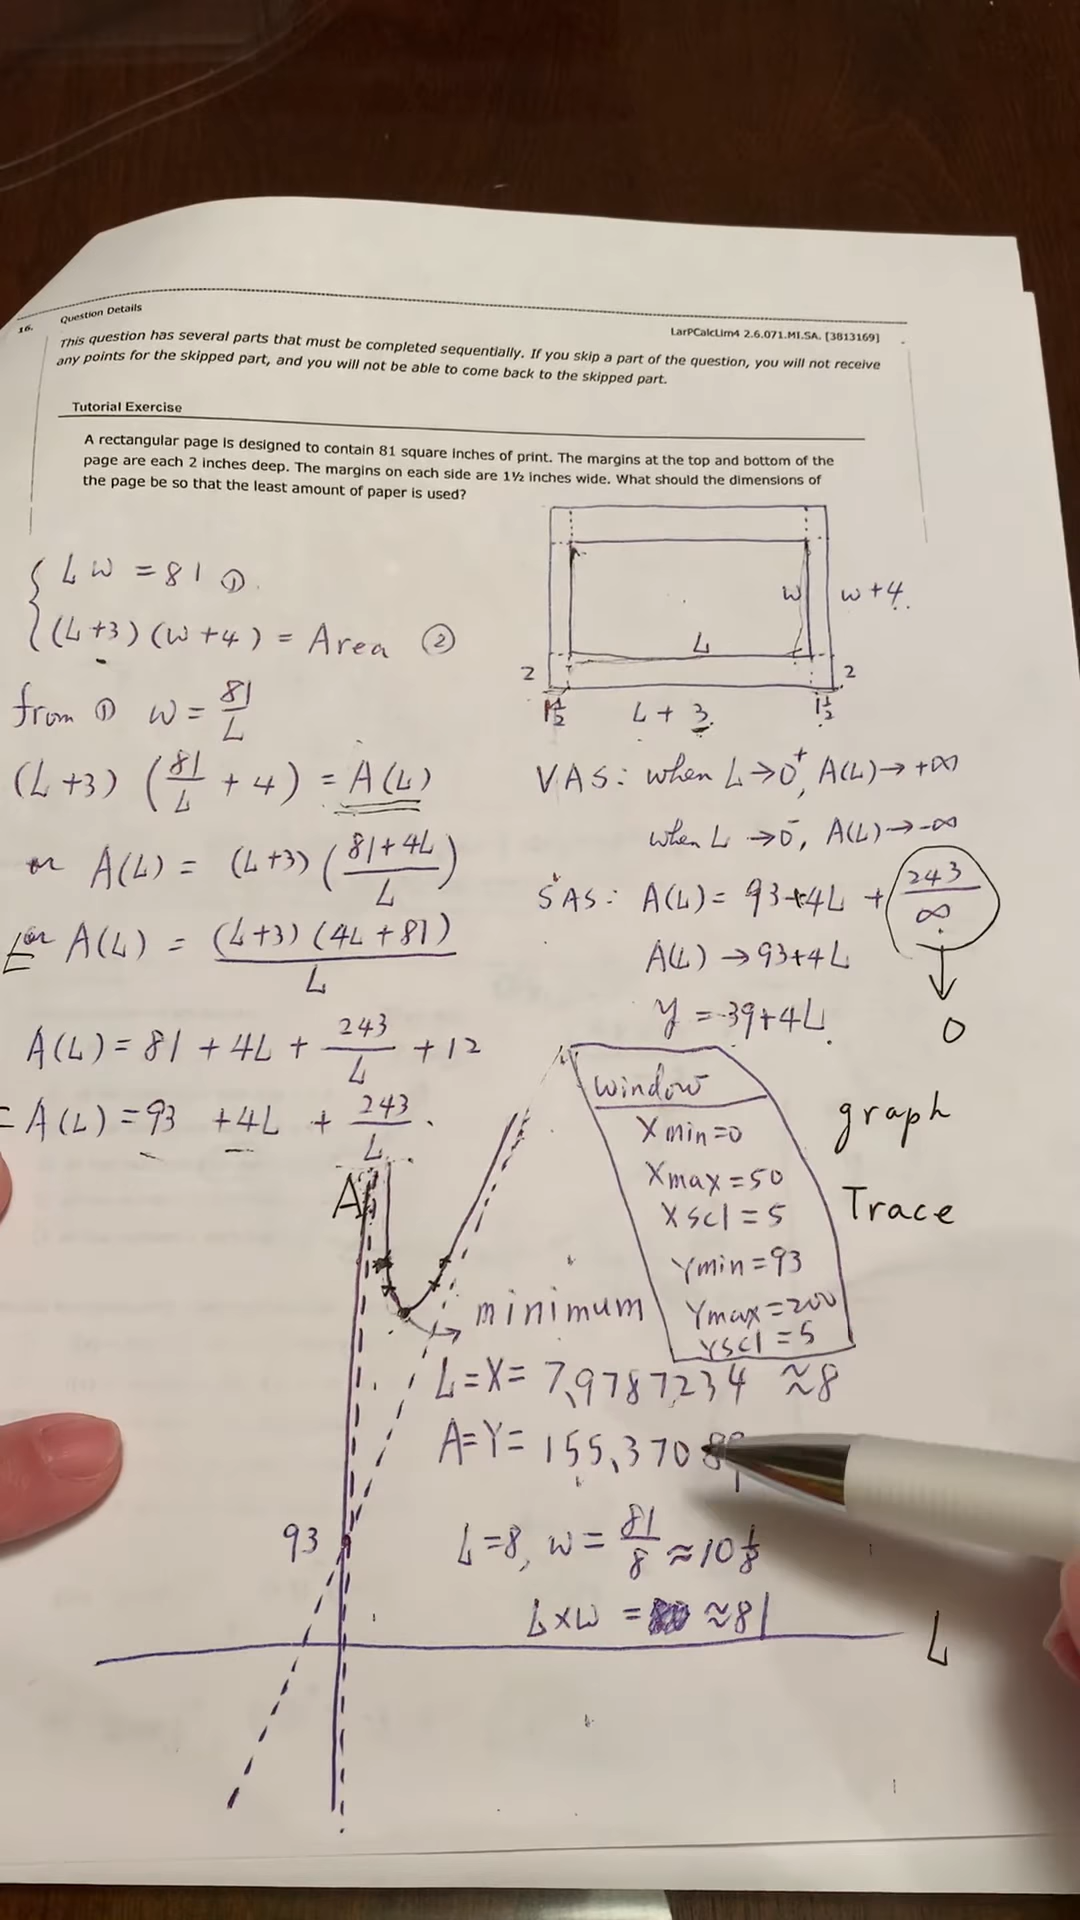 16. Question Details
LarPCalcLim4 2.6.071.MI.SA. [3813169]
This question has several parts that must be completed sequentially. If you skip a part of the question, you will not receive
any points for the skipped part, and you will not be able to come back to the skipped part.
Tutorial Exercise
A rectangular page is designed to contain 81 square inches of print. The margins at the top and bottom of the
page are each 2 inches deep. The margins on each side are 1½ inches wide. What should the dimensions of
the page be so that the least amount of paper is used?
{ LW = 81 ①
(L+3)(W+4) = Area ②
from ① W = 81/L
(L+3)(81/L + 4) = A(L)
or A(L) = (L+3)(81+4L/L)
or A(L) = (L+3)(4L+81)/L
A(L) = 81 + 4L + 243/L + 12
= A(L) = 93 + 4L + 243/L.
W
W+4
L
2
2
1½
L + 3
1½
VAS: when L→0⁺, A(L)→+∞
when L→0⁻, A(L)→-∞
SAS: A(L) = 93+4L + 243/∞
A(L) → 93+4L
0
y = 39+4L
window
Xmin=0
Xmax=50
Xscl=5
Ymin=93
Ymax=200
Yscl=5
graph
Trace
A
minimum
L=X= 7.9787234 ≈8
A=Y= 155.37089
93
L=8, W= 81/8 ≈10⅛
L×W = ≈81
L